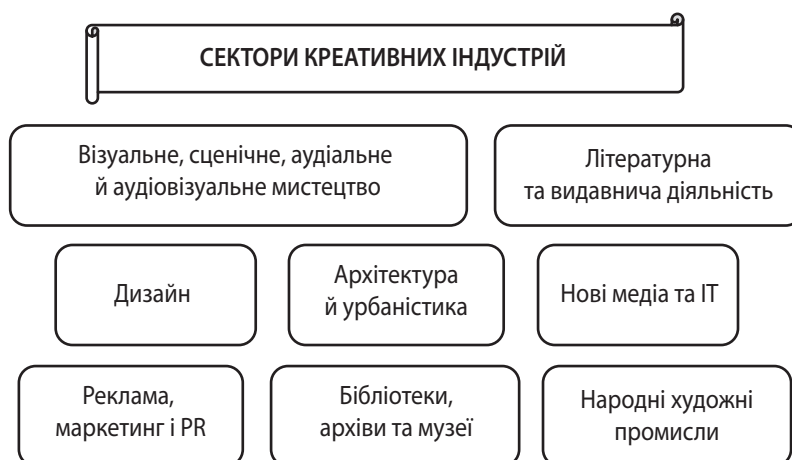 СЕКТОРИ КРЕАТИВНИХ ІНДУСТРІЙ
Візуальне, сценічне, аудіальне
й аудіовізуальне мистецтво
Літературна
та видавнича діяльність
Дизайн
Архітектура
й урбаністика
Нові медіа та ІТ
Реклама,
маркетинг і PR
Бібліотеки,
архіви та музеї
Народні художні
промисли